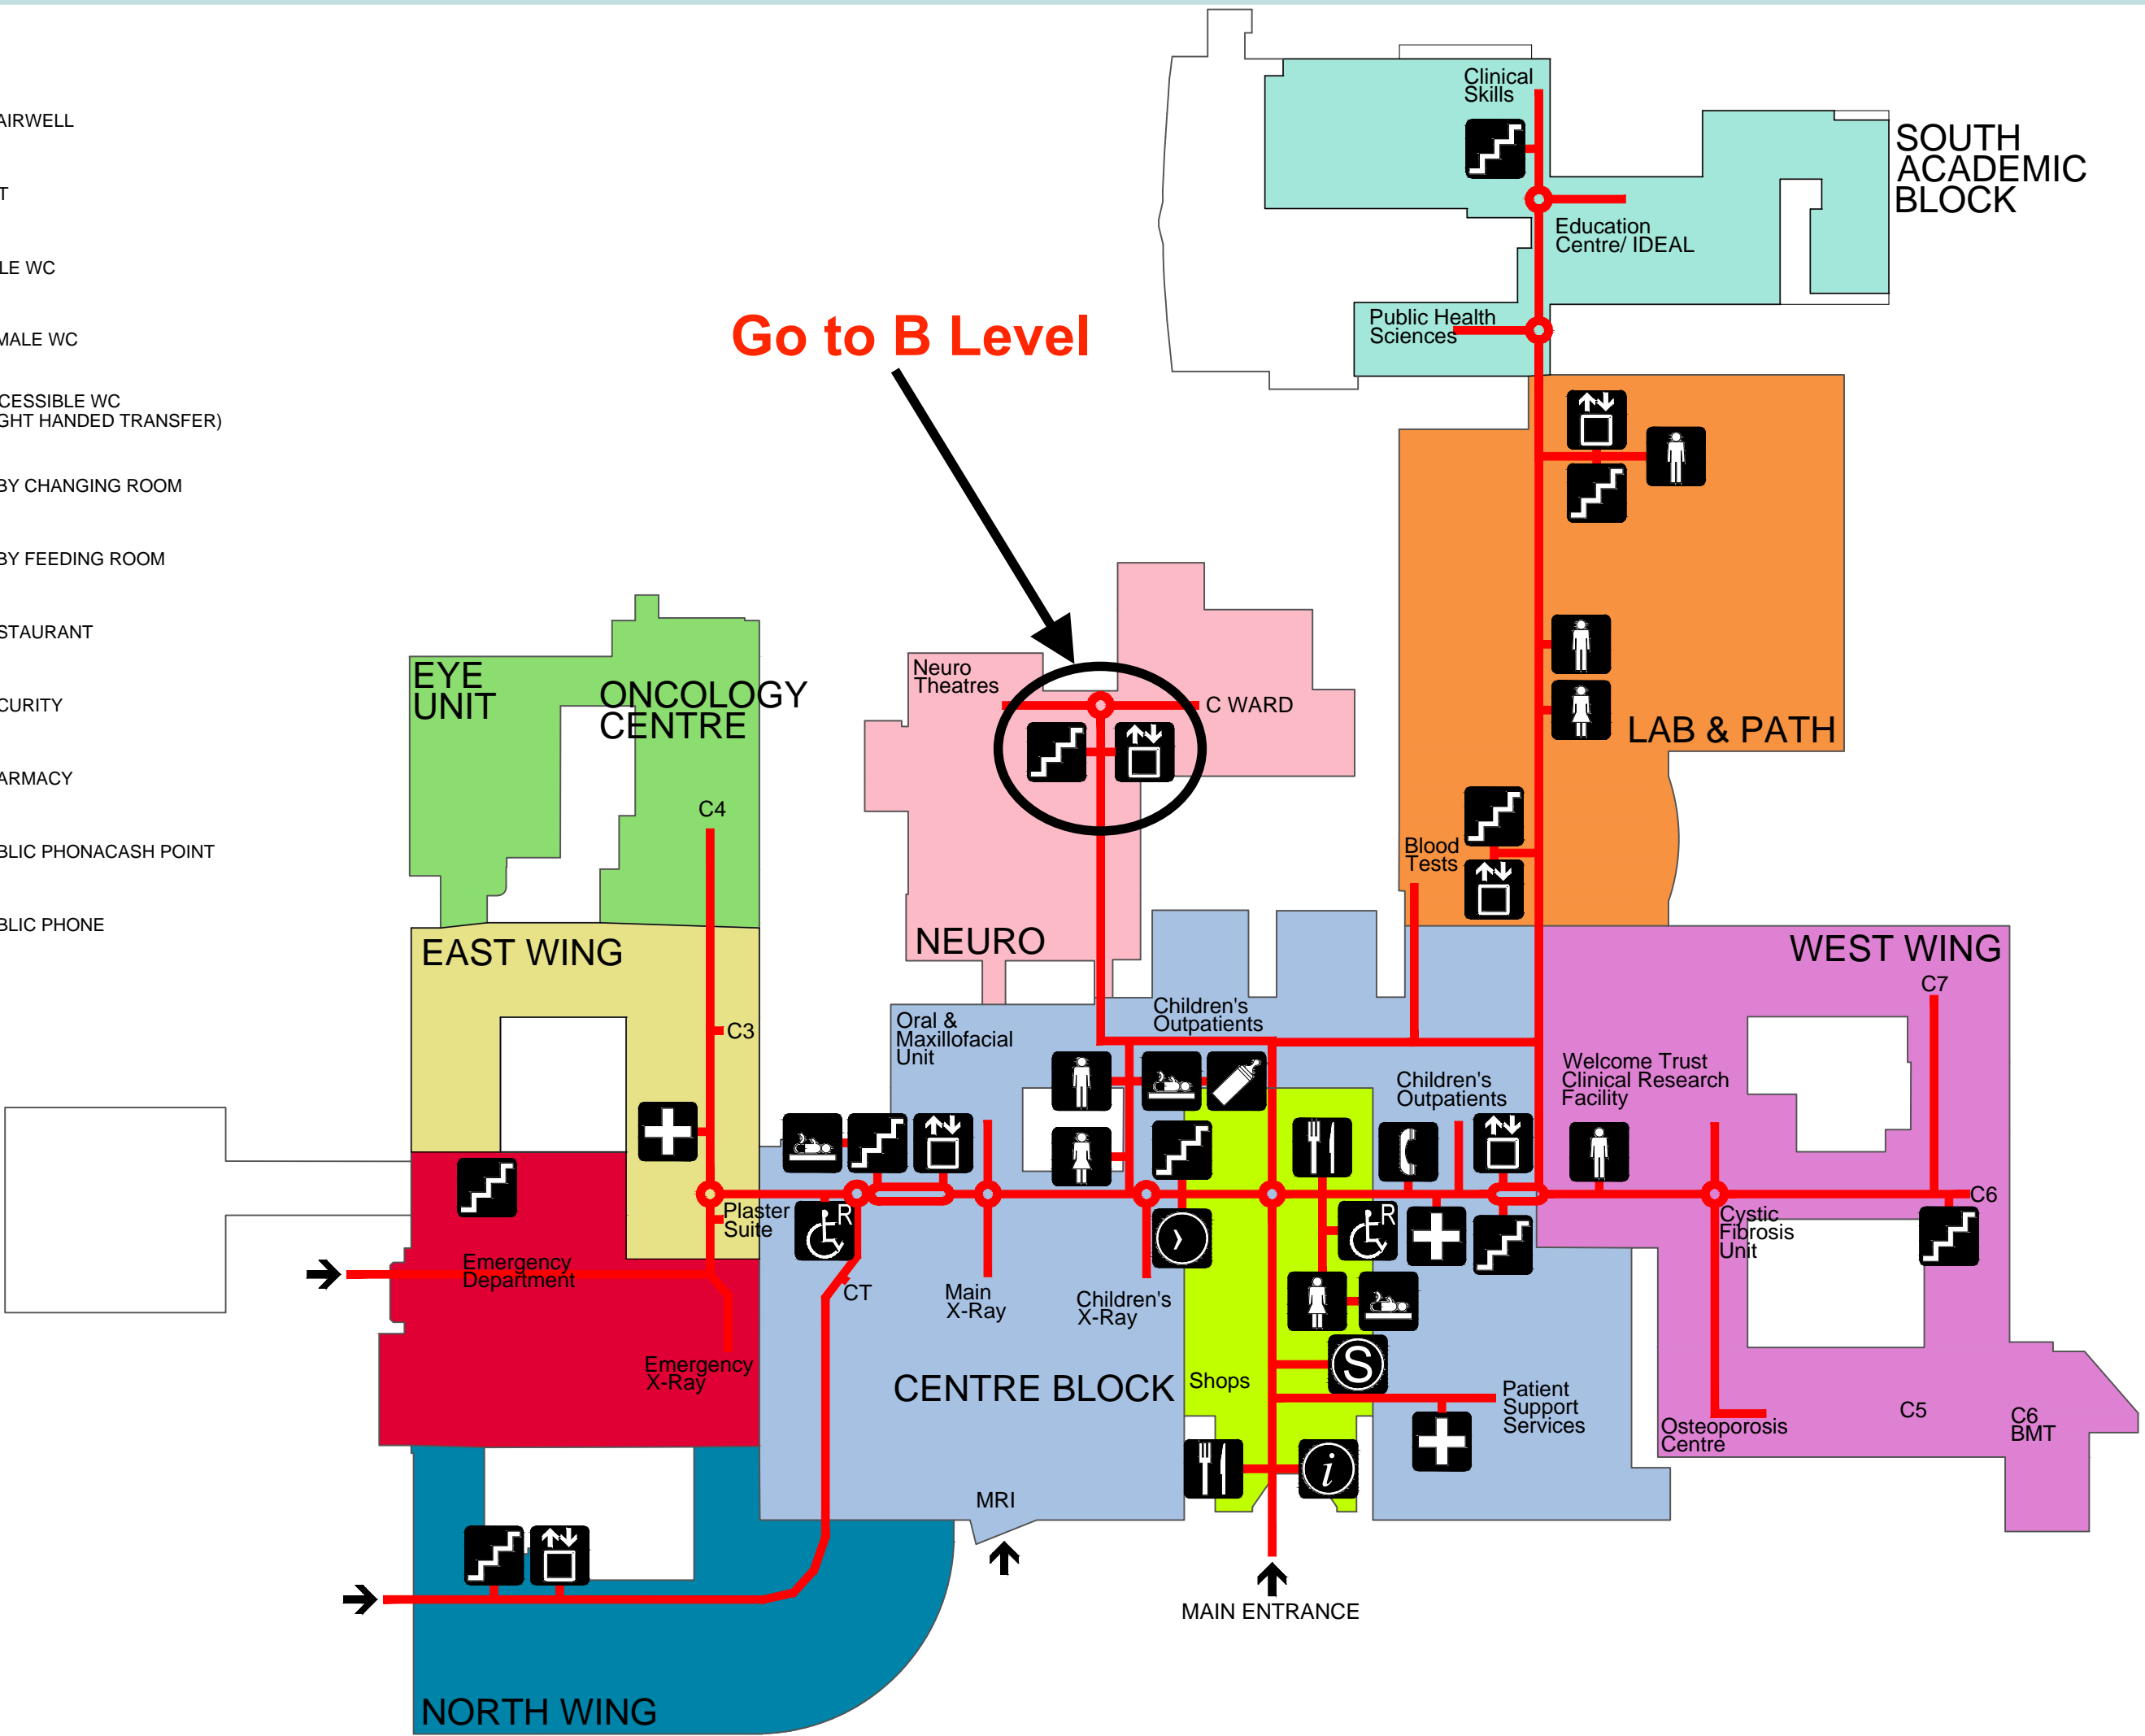 AIRWELL
T
LE WC
MALE WC
CESSIBLE WC
GHT HANDED TRANSFER)
BY CHANGING ROOM
BY FEEDING ROOM
STAURANT
CURITY
ARMACY
BLIC PHONACASH POINT
BLIC PHONE
Clinical
Skills
SOUTH
ACADEMIC
BLOCK
Education
Centre/ IDEAL
Public Health
Sciences
Go to B Level
Neuro
Theatres
C WARD
LAB & PATH
EYE
UNIT
ONCOLOGY
CENTRE
C4
Blood
Tests
NEURO
EAST WING
WEST WING
C7
C3
Oral &
Maxillofacial
Unit
Children's
Outpatients
Children's
Outpatients
Welcome Trust
Clinical Research
Facility
C6
Plaster
Suite
R
R
Cystic
Fibrosis
Unit
Emergency
Department
CT
Main
X-Ray
Children's
X-Ray
Emergency
X-Ray
CENTRE BLOCK
Shops
S
Patient
Support
Services
Osteoporosis
Centre
C5
C6
BMT
i
MRI
MAIN ENTRANCE
NORTH WING